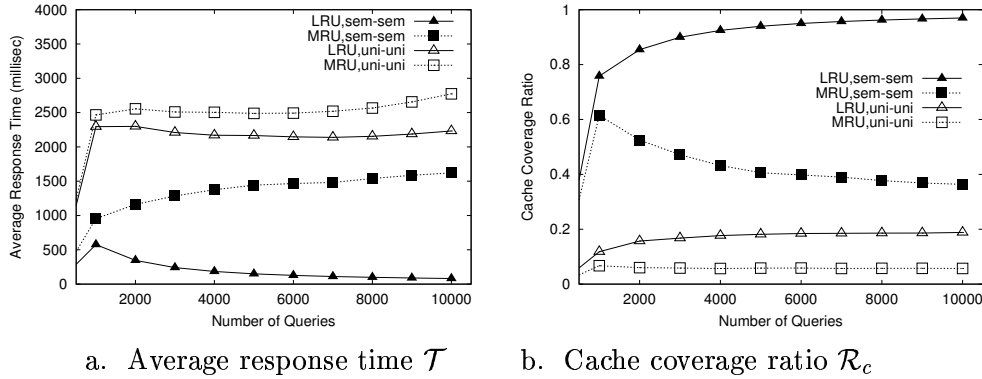 4000
3500
3000
2500
2000
1500
1000
500
0
Average Response Time (millisec)
LRU,sem-sem
MRU,sem-sem
LRU,uni-uni
MRU,uni-uni
2000 4000 6000 8000 10000
Number of Queries
a. Average response time 𝒯
1
0.8
0.6
0.4
0.2
0
Cache Coverage Ratio
LRU,sem-sem
MRU,sem-sem
LRU,uni-uni
MRU,uni-uni
2000 4000 6000 8000 10000
Number of Queries
b. Cache coverage ratio ℛc